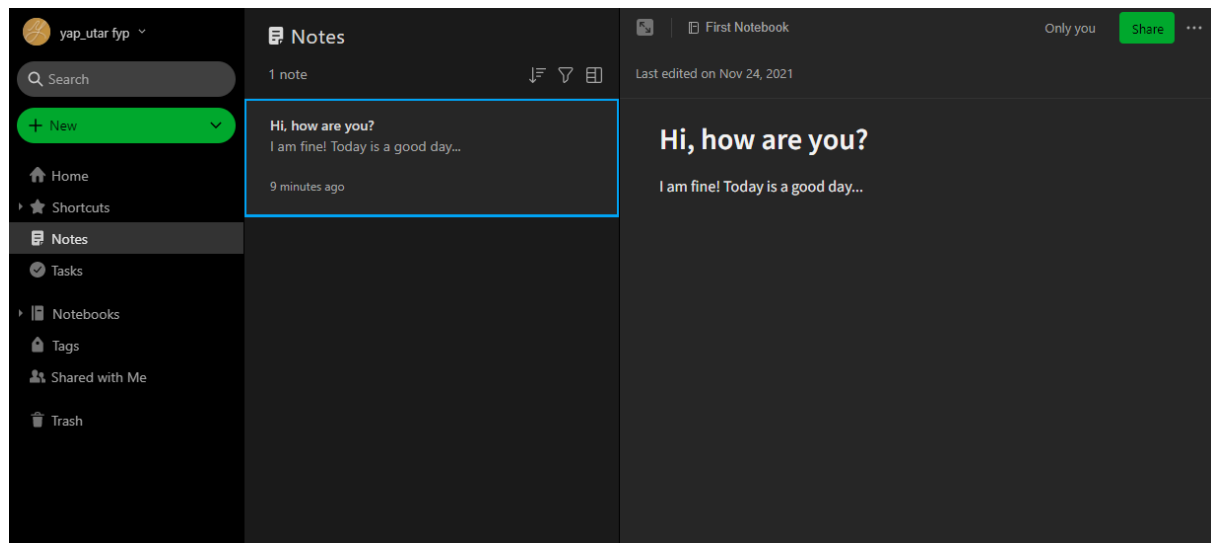 yap_utar fyp
Search
New
Home
Shortcuts
Notes
Tasks
Notebooks
Tags
Shared with Me
Trash
Notes
1 note
Hi, how are you?
I am fine! Today is a good day...
9 minutes ago
First Notebook
Only you
Share
Last edited on Nov 24, 2021
Hi, how are you?
I am fine! Today is a good day...